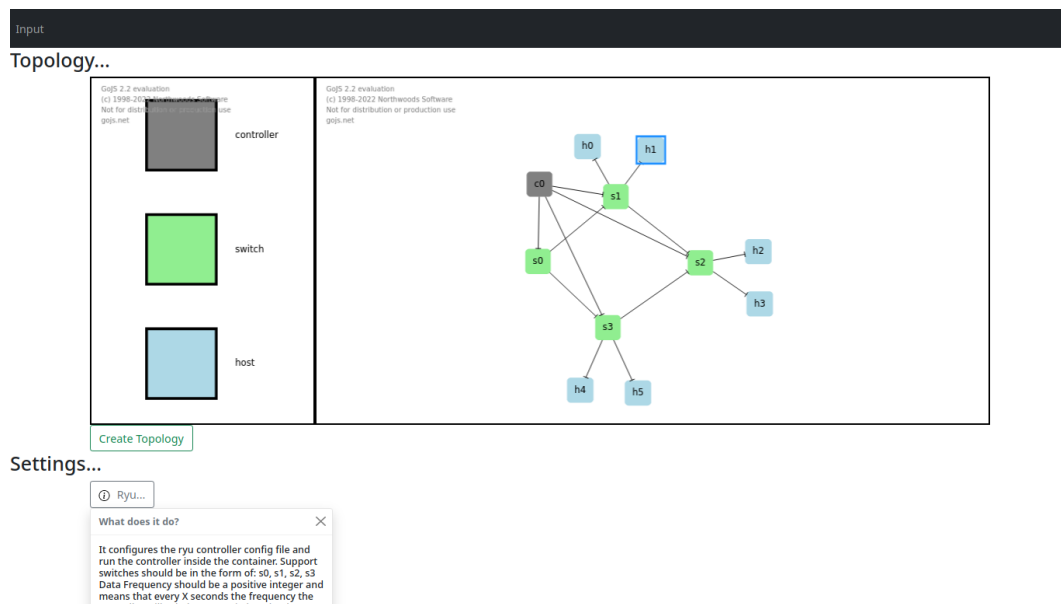 Input
Topology...
GoJS 2.2 evaluation
(c) 1998-2022 Northwoods Software
Not for distribution or production use
gojs.net
controller
switch
host
GoJS 2.2 evaluation
(c) 1998-2022 Northwoods Software
Not for distribution or production use
gojs.net
h0
h1
c0
s1
h2
s0
s2
h3
s3
h4
h5
Create Topology
Settings...
Ryu...
What does it do?
It configures the ryu controller config file and
run the controller inside the container. Support
switches should be in the form of: s0, s1, s2, s3
Data Frequency should be a positive integer and
means that every X seconds the frequency the